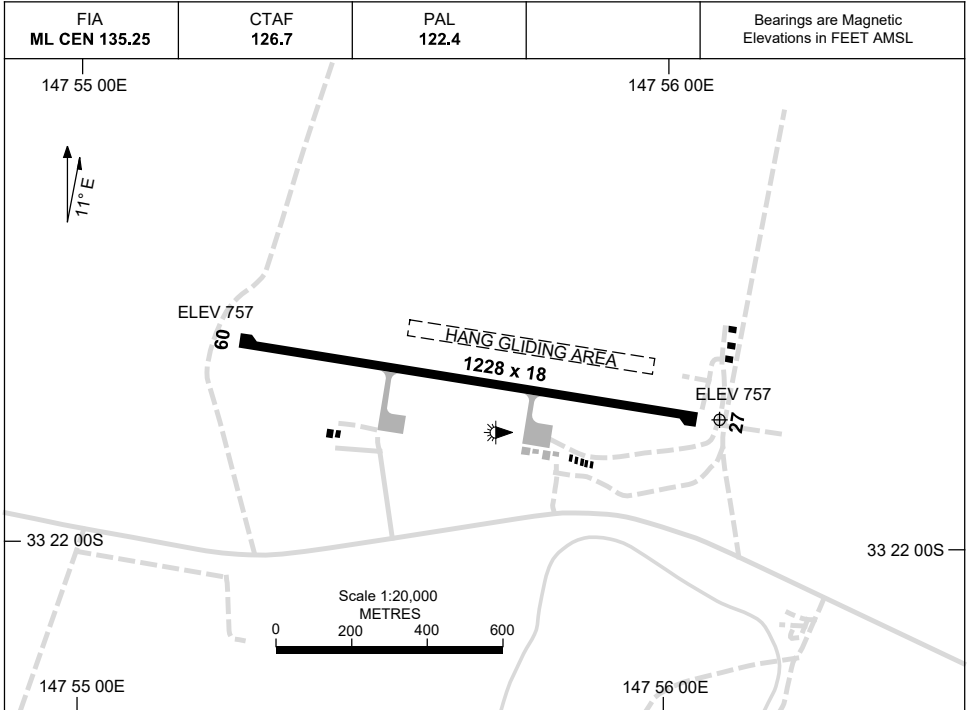 FIA
ML CEN 135.25
CTAF
126.7
PAL
122.4
Bearings are Magnetic
Elevations in FEET AMSL
147 55 00E
147 56 00E
11° E
ELEV 757
09
HANG GLIDING AREA
1228 x 18
ELEV 757
27
33 22 00S
33 22 00S
Scale 1:20,000
METRES
0 200 400 600
147 55 00E
147 56 00E